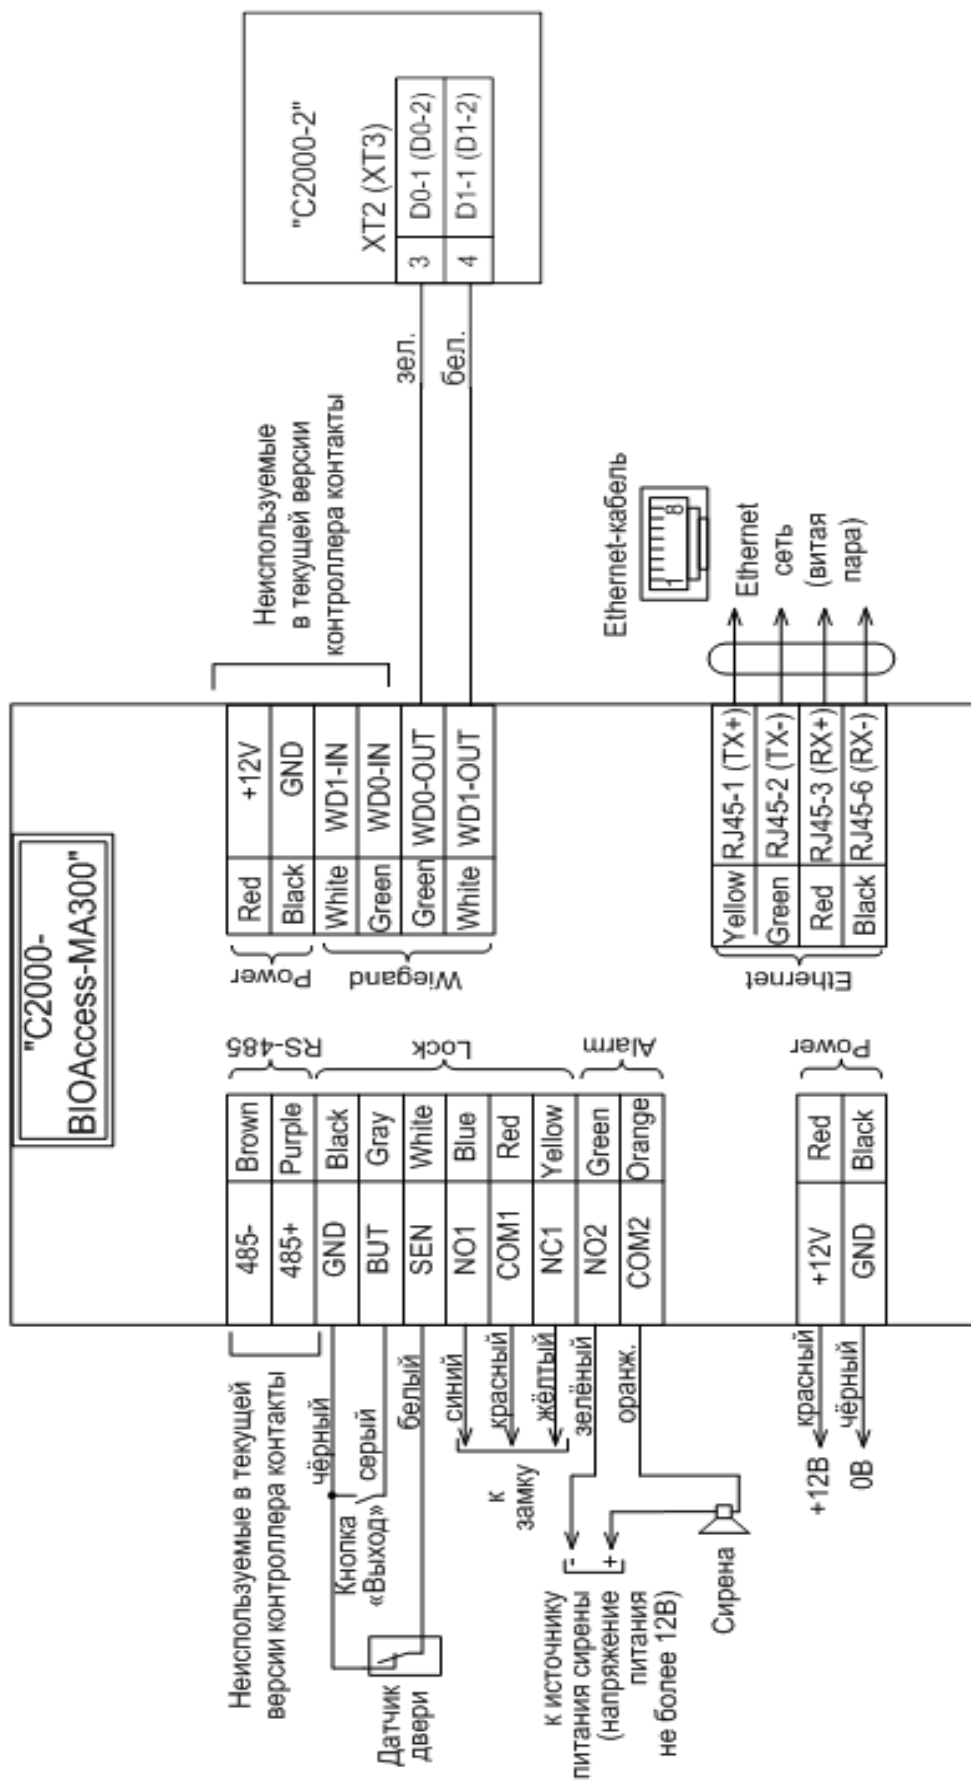 "С2000-
BIOAccess-MA300"
Неиспользуемые в текущей
версии контроллера контакты
485-
Brown
485+
Purple
RS-485
чёрный
GND
Black
серый
BUT
Gray
белый
SEN
White
синий
NO1
Blue
красный
COM1
Red
жёлтый
NC1
Yellow
Lock
зелёный
NO2
Green
оранж.
COM2
Orange
Alarm
Кнопка
«Выход»
Датчик
двери
к
замку
-
+
к источнику
питания сирены
(напряжение
питания
не более 12В)
Сирена
+12В
красный
+12V
Red
0В
чёрный
GND
Black
Power
Power
Red
+12V
Black
GND
Wiegand
White
WD1-IN
Green
WD0-IN
Green
WD0-OUT
White
WD1-OUT
Неиспользуемые
в текущей версии
контроллера контакты
зел.
бел.
"С2000-2"
XT2 (XT3)
3
D0-1 (D0-2)
4
D1-1 (D1-2)
Ethernet-кабель
1
8
Ethernet
Yellow
RJ45-1 (TX+)
Green
RJ45-2 (TX-)
Red
RJ45-3 (RX+)
Black
RJ45-6 (RX-)
Ethernet
сеть
(витая
пара)